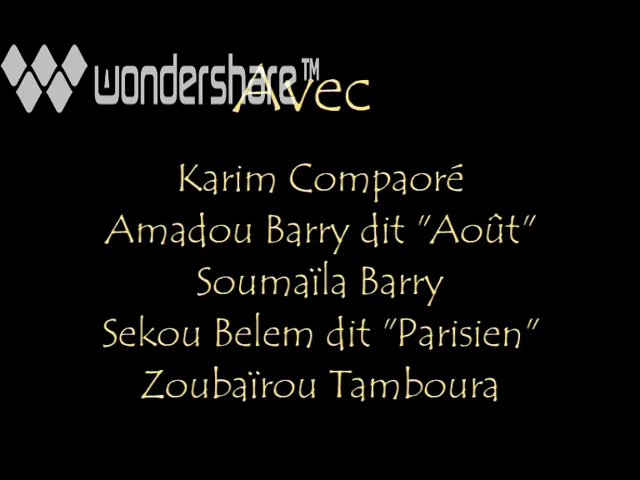 wondershare™
Avec
Karim Compaoré
Amadou Barry dit "Août"
Soumaïla Barry
Sekou Belem dit "Parisien"
Zoubaïrou Tamboura